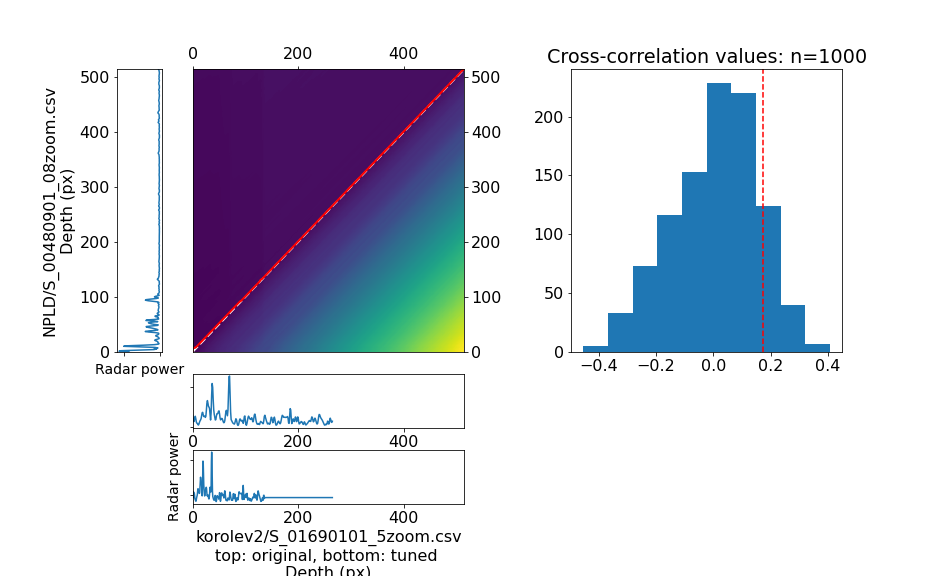 0 200 400
Cross-correlation values: n=1000
500
400
300
200
100
0
NPLD/S_00480901_08zoom.csv
Depth (px)
Radar power
500
400
300
200
100
0
200
150
100
50
0
−0.4 −0.2 0.0 0.2 0.4
0 200 400
Radar power
0 200 400
korolev2/S_01690101_5zoom.csv
top: original, bottom: tuned
Depth (px)